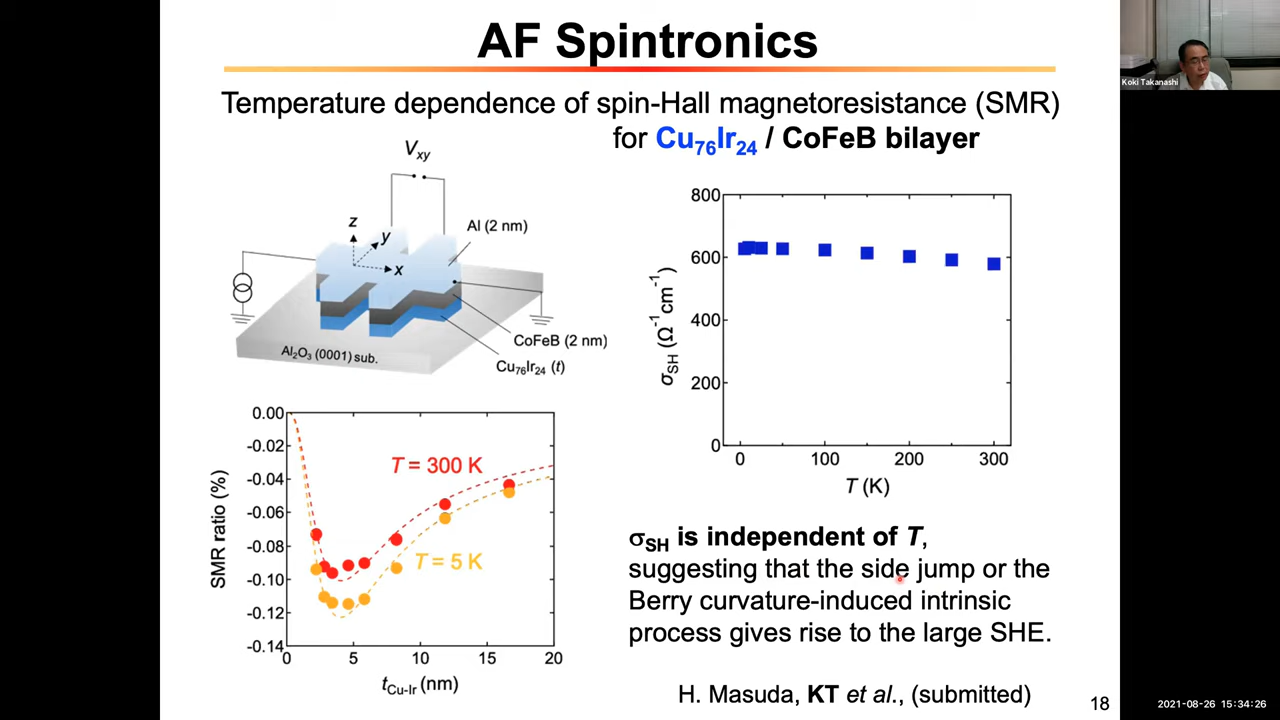 AF Spintronics
Koki Takanashi
Temperature dependence of spin-Hall magnetoresistance (SMR)
for Cu₇₆Ir₂₄ / CoFeB bilayer
Vxy
z
y
x
Al (2 nm)
CoFeB (2 nm)
Cu₇₆Ir₂₄ (t)
Al₂O₃ (0001) sub.
800
600
400
200
0
σSH (Ω⁻¹cm⁻¹)
0 100 200 300
T (K)
0.00
-0.02
-0.04
-0.06
-0.08
-0.10
-0.12
-0.14
SMR ratio (%)
T = 300 K
T = 5 K
0 5 10 15 20
tCu-Ir (nm)
σSH is independent of T,
suggesting that the side jump or the
Berry curvature-induced intrinsic
process gives rise to the large SHE.
H. Masuda, KT et al., (submitted)
18
2021-08-26 15:34:26